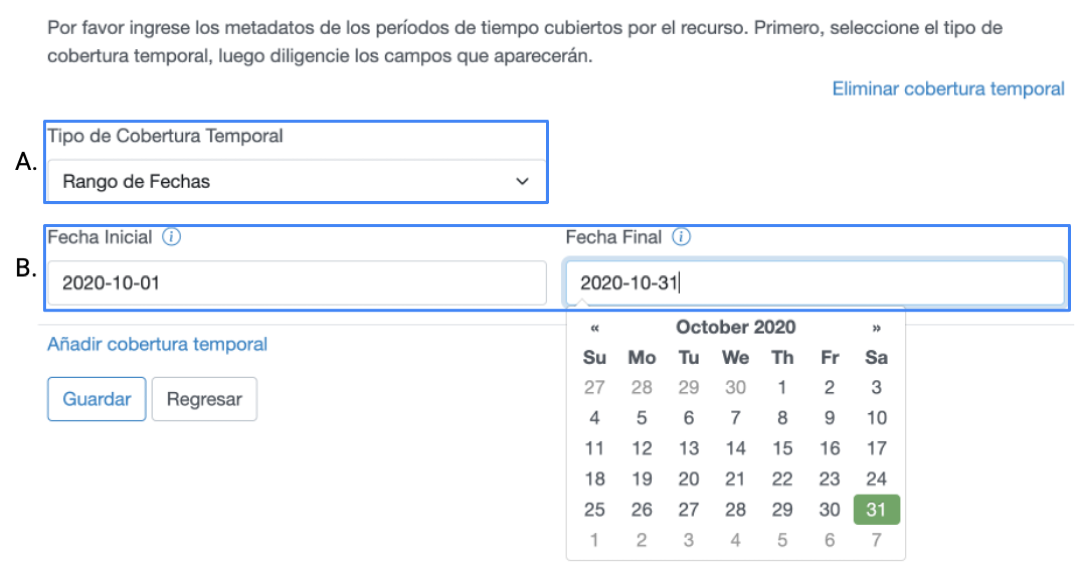 Por favor ingrese los metadatos de los períodos de tiempo cubiertos por el recurso. Primero, seleccione el tipo de
cobertura temporal, luego diligencie los campos que aparecerán.
Eliminar cobertura temporal
A.
Tipo de Cobertura Temporal
Rango de Fechas
B.
Fecha Inicial i Fecha Final i
2020-10-01 2020-10-31
« October 2020 »
Su Mo Tu We Th Fr Sa
27 28 29 30 1 2 3
4 5 6 7 8 9 10
11 12 13 14 15 16 17
18 19 20 21 22 23 24
25 26 27 28 29 30 31
1 2 3 4 5 6 7
Añadir cobertura temporal
Guardar Regresar